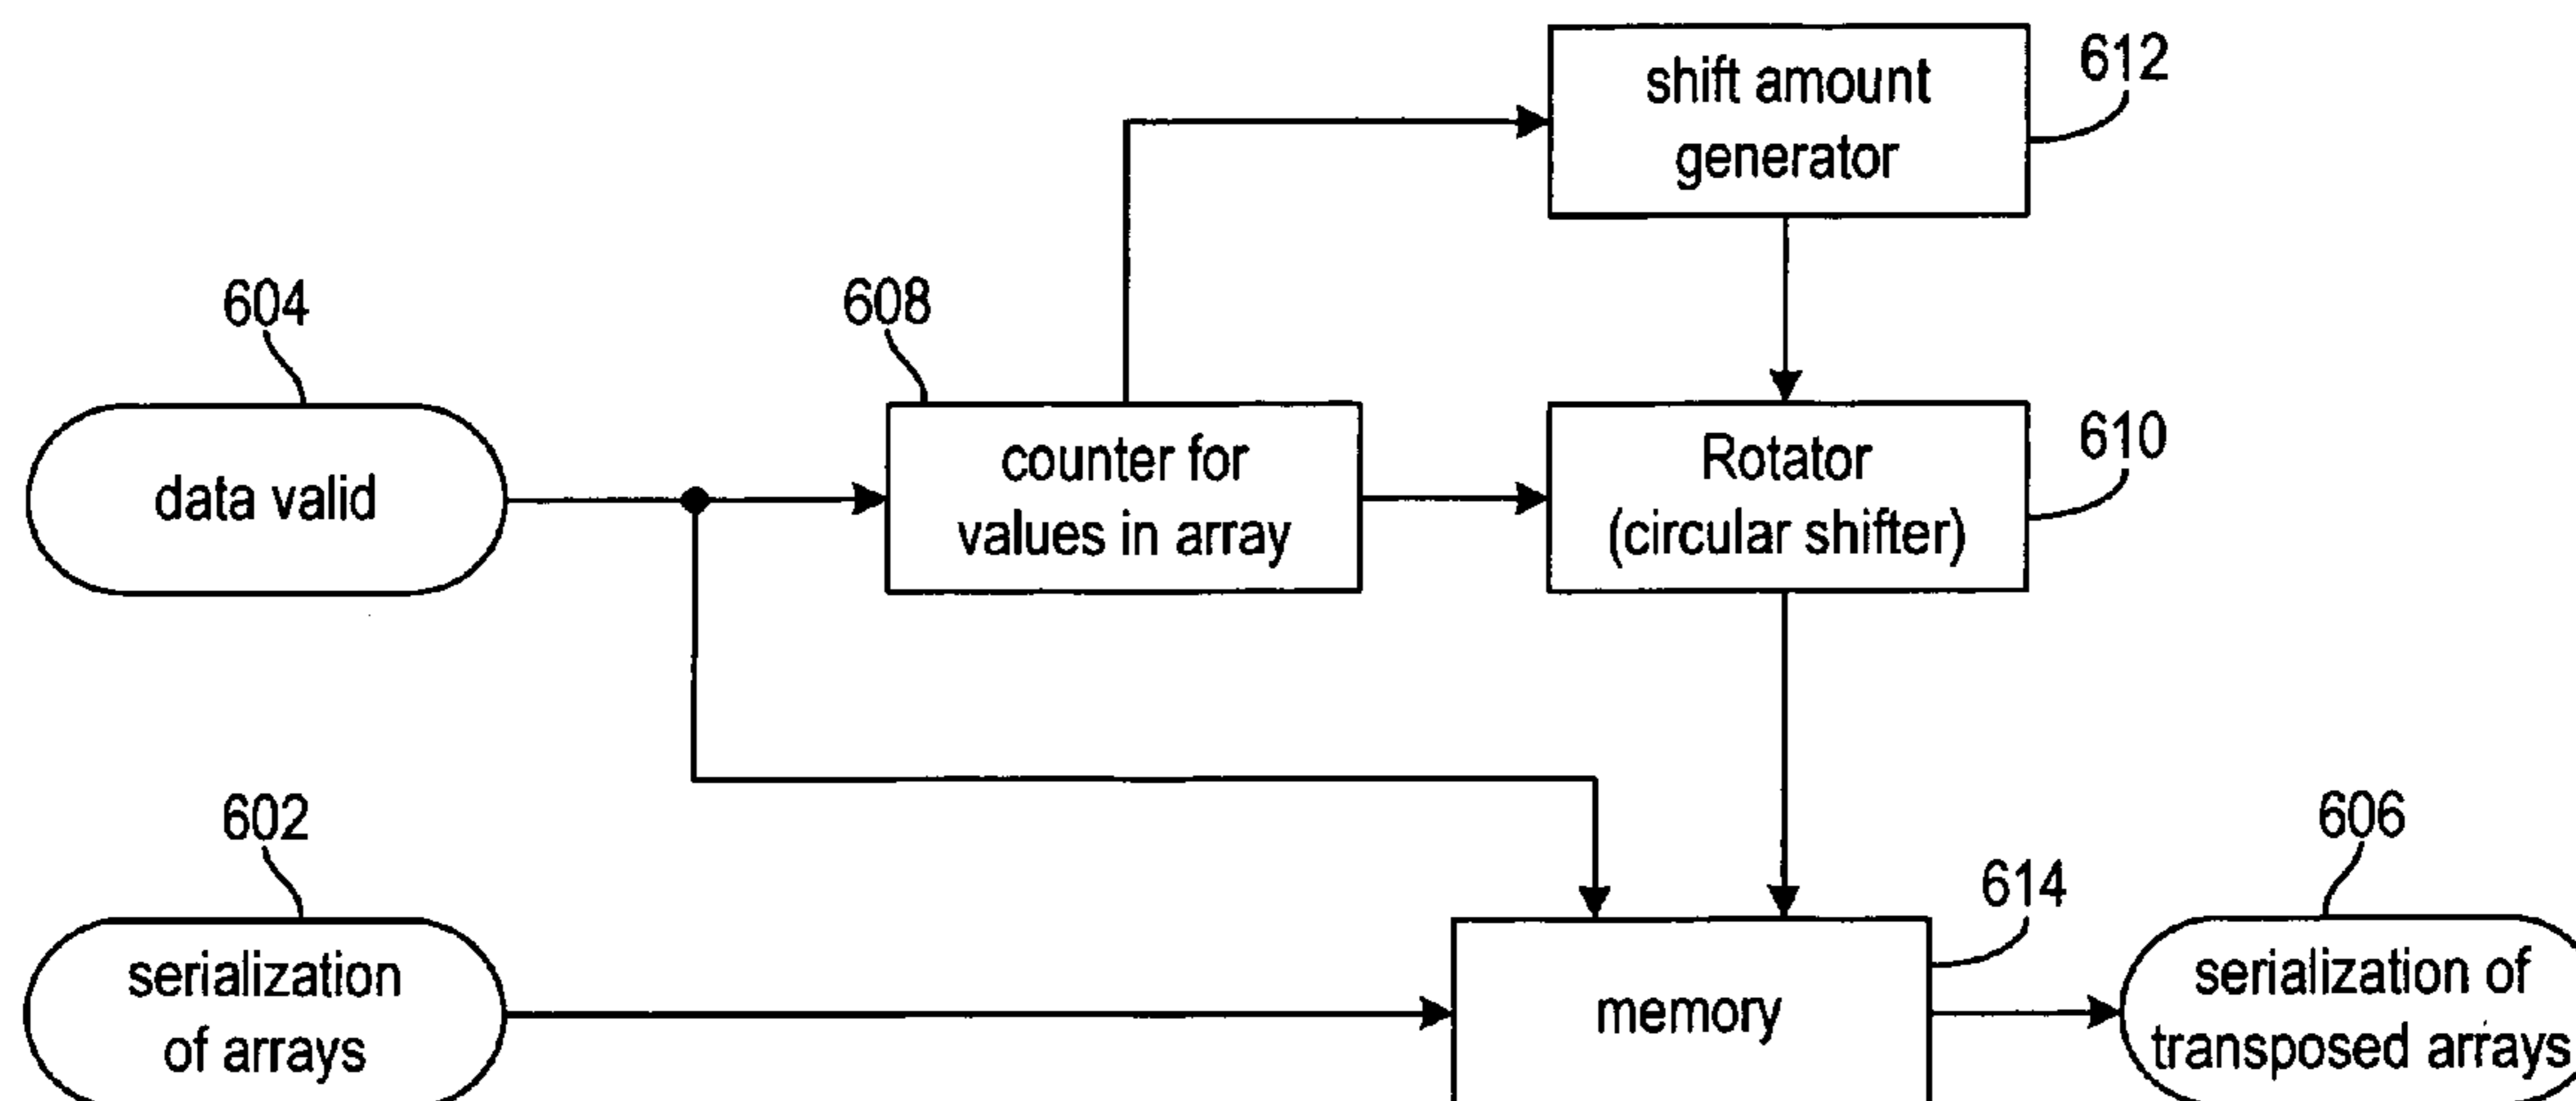 shift amount
generator
612
604
608
data valid
counter for
values in array
Rotator
(circular shifter)
610
602
serialization
of arrays
memory
614
606
serialization of
transposed arrays